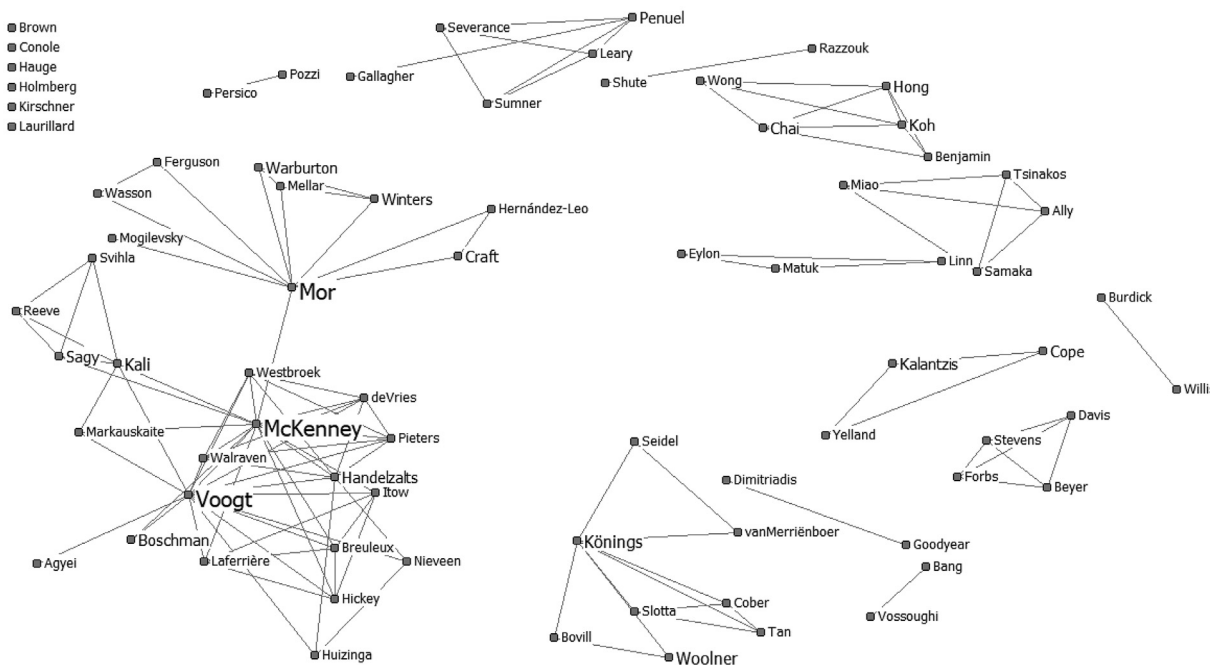 Brown
Conole
Hauge
Holmberg
Kirschner
Laurillard
Penuel
Severance
Leary
Razzouk
Pozzi
Gallagher
Shute
Wong
Persico
Sumner
Hong
Chai
Koh
Benjamin
Ferguson
Warburton
Mellar
Tsinakos
Miao
Wasson
Winters
Hernández-Leo
Ally
Mogilevsky
Svihla
Craft
Eylon
Matuk
Linn
Samaka
Mor
Burdick
Reeve
Sagy
Kali
Cope
Kalantzis
Westbroek
deVries
Willi
McKenney
Markauskaite
Pieters
Yelland
Davis
Seidel
Stevens
Walraven
Handelzalts
Dimitriadis
Forbs
Beyer
Voogt
Itow
Boschman
Könings
vanMerriënboer
Breuleux
Goodyear
Agyei
Laferrière
Nieveen
Bang
Hickey
Slotta
Cober
Vossoughi
Bovill
Tan
Huizinga
Woolner